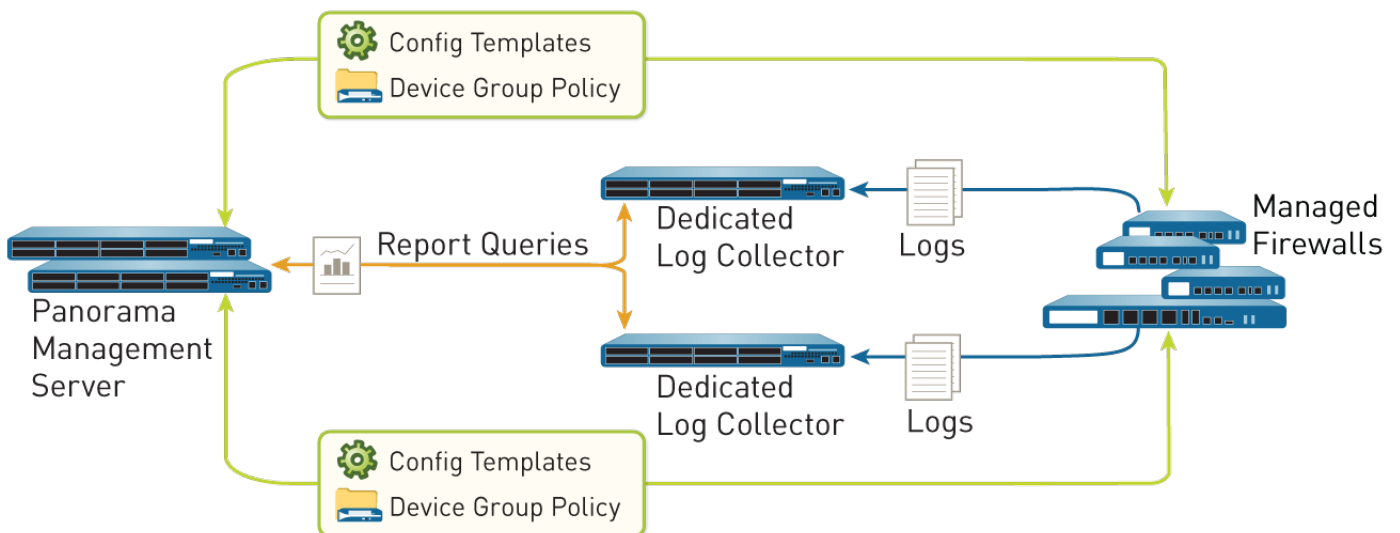 Config Templates
Device Group Policy
Dedicated
Log Collector
Logs
Managed
Firewalls
Report Queries
Panorama
Management
Server
Dedicated
Log Collector
Logs
Config Templates
Device Group Policy